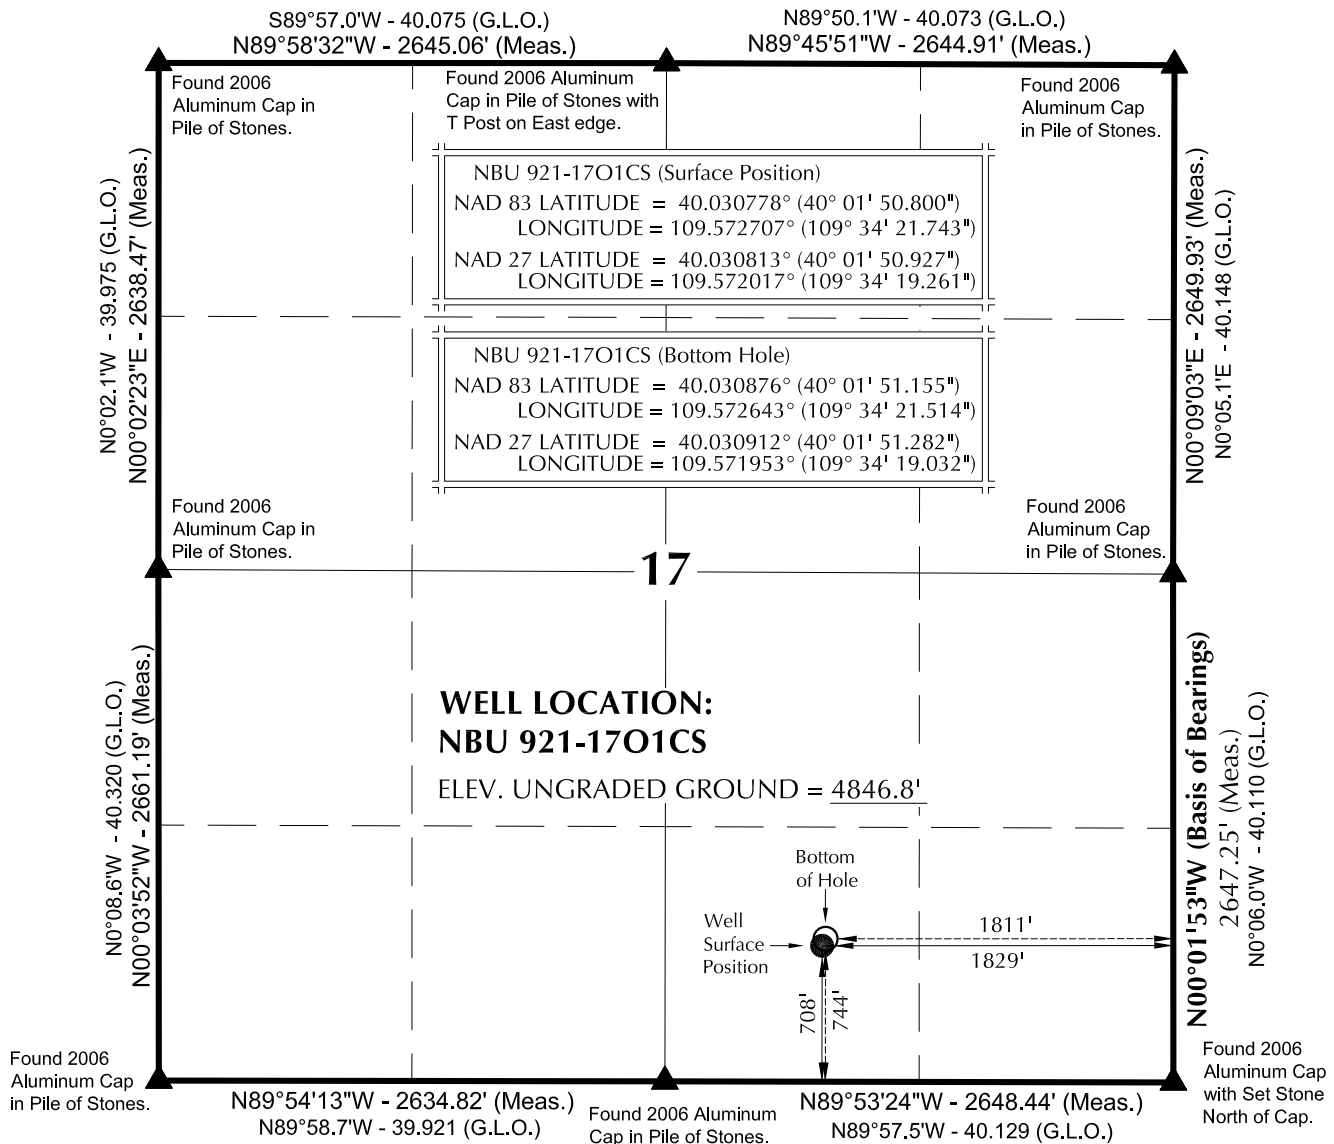 S89°57.0'W - 40.075 (G.L.O.)
N89°58'32"W - 2645.06' (Meas.)
N89°50.1'W - 40.073 (G.L.O.)
N89°45'51"W - 2644.91' (Meas.)
Found 2006
Aluminum Cap in
Pile of Stones.
Found 2006 Aluminum
Cap in Pile of Stones with
T Post on East edge.
Found 2006
Aluminum Cap
in Pile of Stones.
NBU 921-17O1CS (Surface Position)
NAD 83 LATITUDE = 40.030778° (40° 01' 50.800")
LONGITUDE = 109.572707° (109° 34' 21.743")
NAD 27 LATITUDE = 40.030813° (40° 01' 50.927")
LONGITUDE = 109.572017° (109° 34' 19.261")
NBU 921-17O1CS (Bottom Hole)
NAD 83 LATITUDE = 40.030876° (40° 01' 51.155")
LONGITUDE = 109.572643° (109° 34' 21.514")
NAD 27 LATITUDE = 40.030912° (40° 01' 51.282")
LONGITUDE = 109.571953° (109° 34' 19.032")
N0°02.1'W - 39.975 (G.L.O.)
N00°02'23"E - 2638.47' (Meas.)
N00°09'03"E - 2649.93' (Meas.)
N0°05.1'E - 40.148 (G.L.O.)
Found 2006
Aluminum Cap in
Pile of Stones.
Found 2006
Aluminum Cap
in Pile of Stones.
17
WELL LOCATION:
NBU 921-17O1CS
ELEV. UNGRADED GROUND = 4846.8'
N0°08.6'W - 40.320 (G.L.O.)
N00°03'52"W - 2661.19' (Meas.)
N00°01'53"W (Basis of Bearings)
2647.25' (Meas.)
N0°06.0'W - 40.110 (G.L.O.)
Bottom
of Hole
Well
Surface
Position
1811'
1829'
708'
744'
Found 2006
Aluminum Cap
in Pile of Stones.
N89°54'13"W - 2634.82' (Meas.)
N89°58.7'W - 39.921 (G.L.O.)
Found 2006 Aluminum
Cap in Pile of Stones.
N89°53'24"W - 2648.44' (Meas.)
N89°57.5'W - 40.129 (G.L.O.)
Found 2006
Aluminum Cap
with Set Stone
North of Cap.